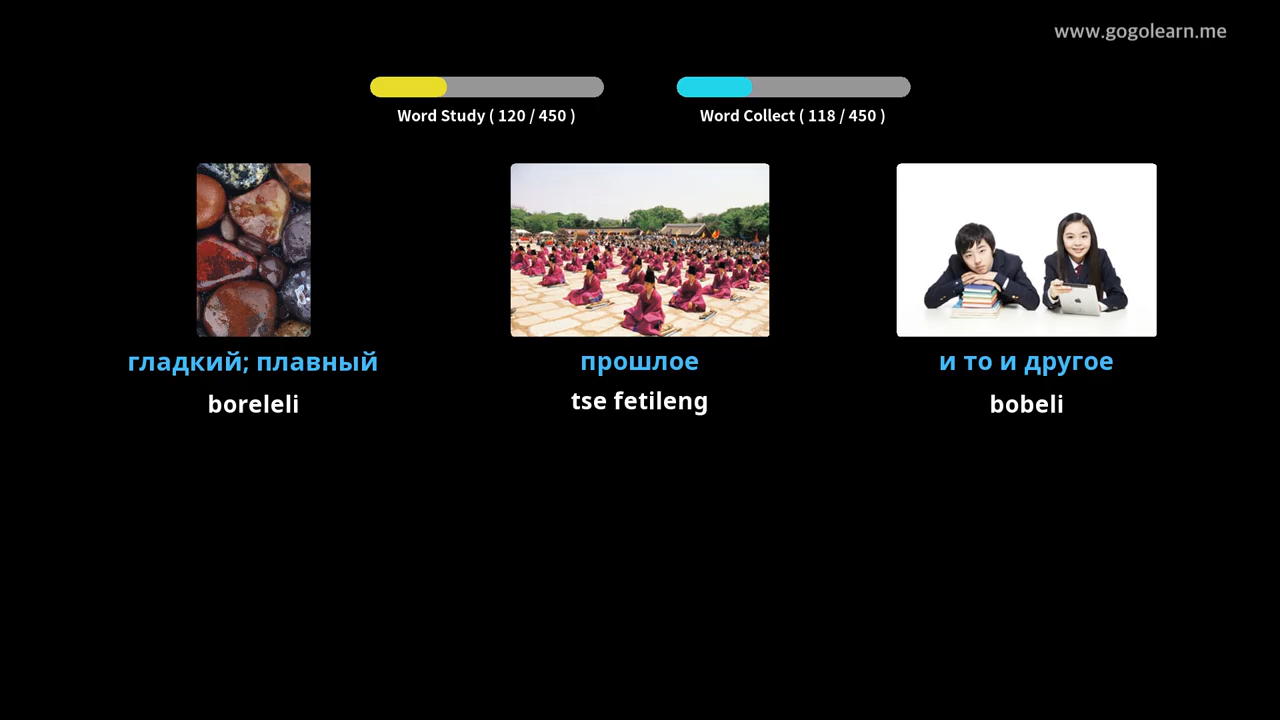 www.gogolearn.me
Word Study ( 120 / 450 )
Word Collect ( 118 / 450 )
гладкий; плавный
прошлое
и то и другое
boreleli
tse fetileng
bobeli